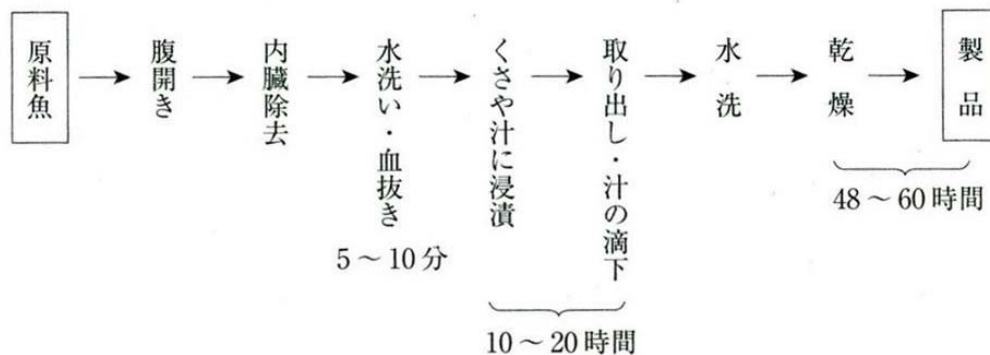 原料魚
腹開き
内臓除去
水洗い・血抜き
5～10分
くさや汁に浸漬
取り出し・汁の滴下
10～20時間
水洗
乾燥
48～60時間
製品